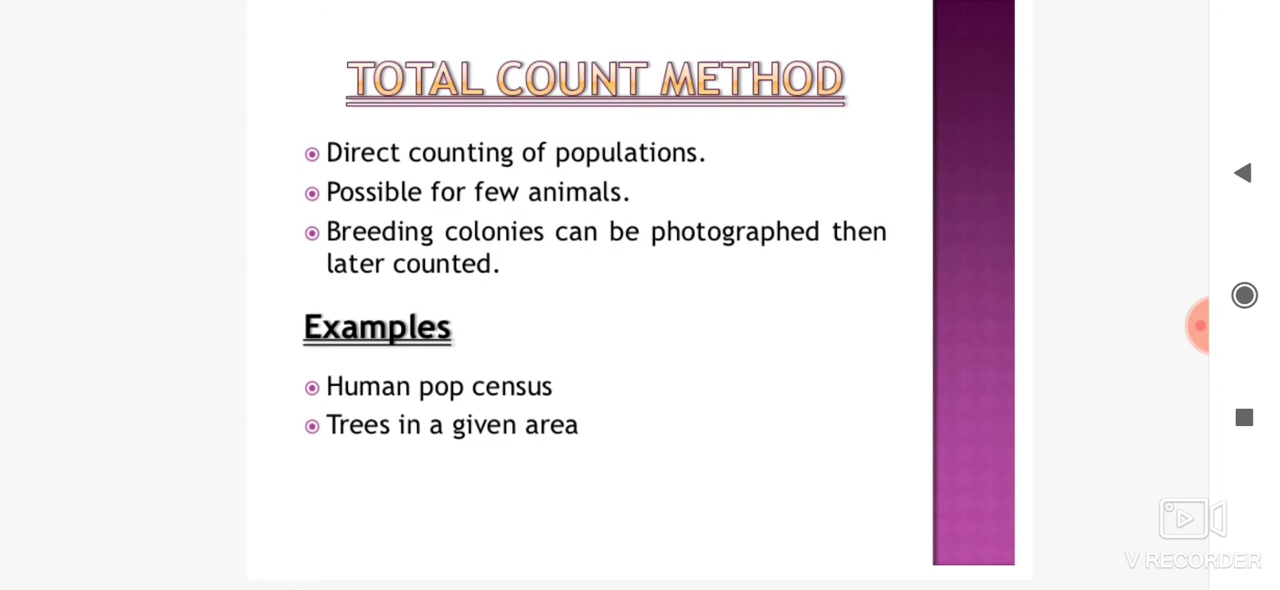 TOTAL COUNT METHOD
Direct counting of populations.
Possible for few animals.
Breeding colonies can be photographed then
later counted.
Examples
Human pop census
Trees in a given area
V RECORDER